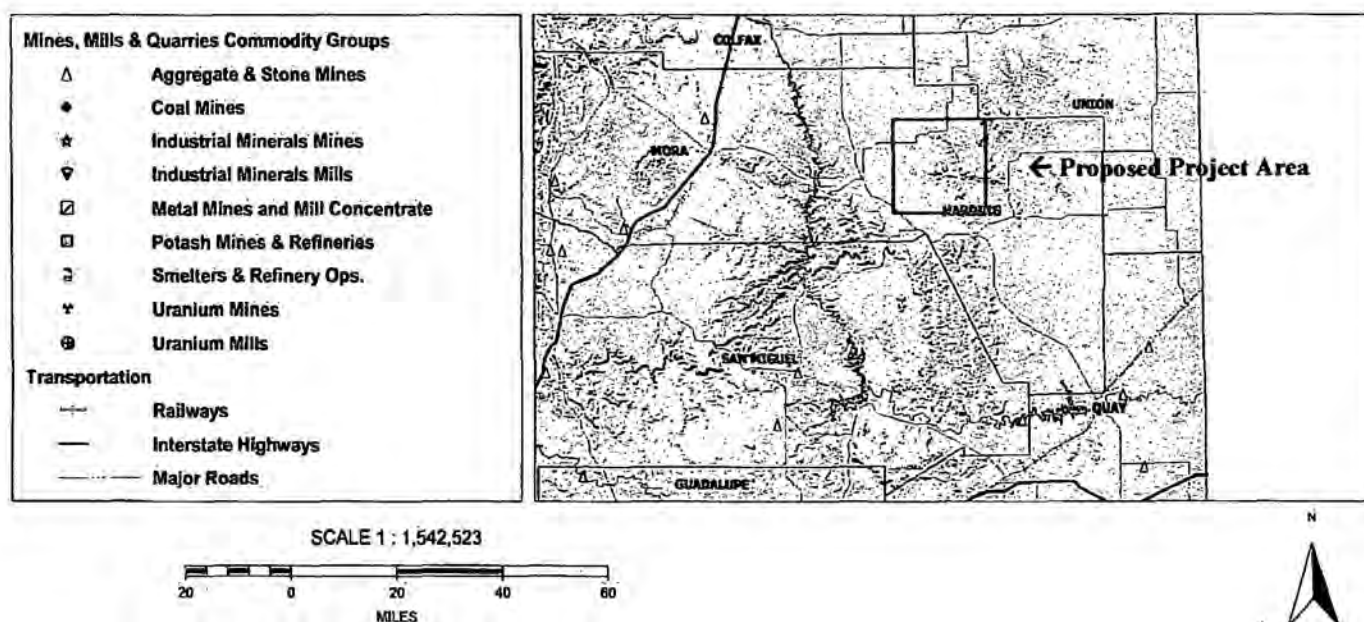 Mines, Mills & Quarries Commodity Groups
Aggregate & Stone Mines
Coal Mines
Industrial Minerals Mines
Industrial Minerals Mills
Metal Mines and Mill Concentrate
Potash Mines & Refineries
Smelters & Refinery Ops.
Uranium Mines
Uranium Mills
Transportation
Railways
Interstate Highways
Major Roads
COLFAX
UNION
MORA
← Proposed Project Area
HARDING
SAN MIGUEL
QUAY
GUADALUPE
SCALE 1 : 1,542,523
20 0 20 40 60
MILES
N